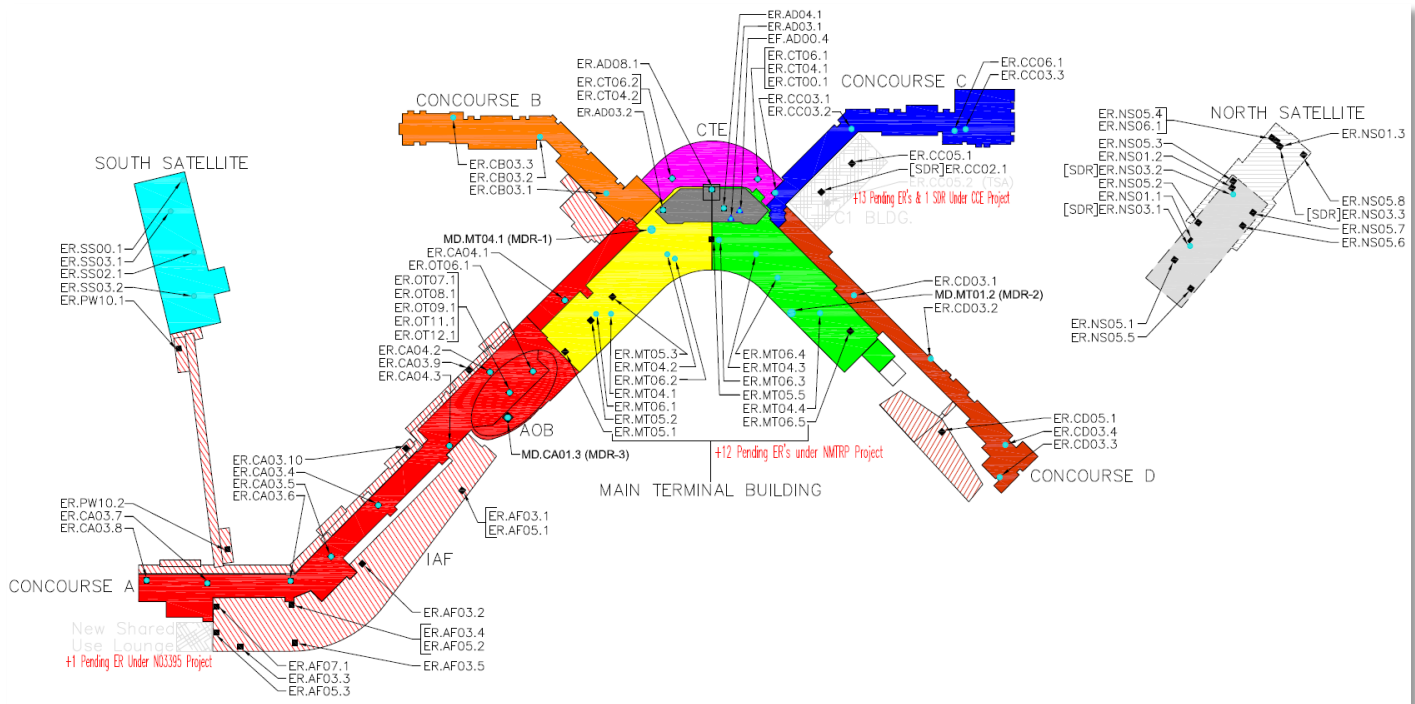 ER.AD04.1
ER.AD03.1
EF.AD00.4
ER.CT06.1
ER.CT04.1
ER.CT00.1
ER.CC03.1
ER.CC03.2
ER.AD08.1
ER.CT06.2
ER.CT04.2
ER.AD03.2
CTE
CONCOURSE B
ER.CB03.3
ER.CB03.2
ER.CB03.1
CONCOURSE C
ER.CC06.1
ER.CC03.3
ER.CC05.1
[SDR]ER.CC02.1
ER.CC05.2 (TSA)
+13 Pending ER's & 1 SDR Under CCE Project
C1 BLDG.
NORTH SATELLITE
ER.NS05.4
ER.NS06.1
ER.NS05.3
ER.NS01.2
[SDR]ER.NS03.2
ER.NS05.2
ER.NS01.1
[SDR]ER.NS03.1
ER.NS01.3
ER.NS05.8
[SDR]ER.NS03.3
ER.NS05.7
ER.NS05.6
ER.NS05.1
ER.NS05.5
SOUTH SATELLITE
ER.SS00.1
ER.SS03.1
ER.SS02.1
ER.SS03.2
ER.PW10.1
MD.MT04.1 (MDR-1)
ER.CA04.1
ER.OT06.1
ER.OT07.1
ER.OT08.1
ER.OT09.1
ER.OT11.1
ER.OT12.1
ER.CA04.2
ER.CA03.9
ER.CA04.3
ER.CD03.1
MD.MT01.2 (MDR-2)
ER.CD03.2
ER.MT05.3
ER.MT04.2
ER.MT06.2
ER.MT04.1
ER.MT06.1
ER.MT05.2
ER.MT05.1
ER.MT06.4
ER.MT04.3
ER.MT06.3
ER.MT05.5
ER.MT04.4
ER.MT06.5
+12 Pending ER's under NMTRP Project
MAIN TERMINAL BUILDING
AOB
MD.CA01.3 (MDR-3)
ER.CD05.1
ER.CD03.4
ER.CD03.3
CONCOURSE D
ER.CA03.10
ER.CA03.4
ER.CA03.5
ER.CA03.6
ER.PW10.2
ER.CA03.7
ER.CA03.8
CONCOURSE A
ER.AF03.1
ER.AF05.1
IAF
ER.AF03.2
ER.AF03.4
ER.AF05.2
ER.AF03.5
New Shared
Use Lounge
+1 Pending ER Under N03395 Project
ER.AF07.1
ER.AF03.3
ER.AF05.3